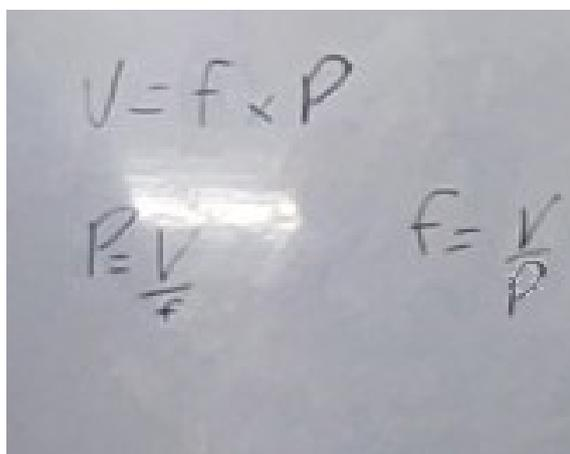 V = f × P
P = V/f
f = V/P